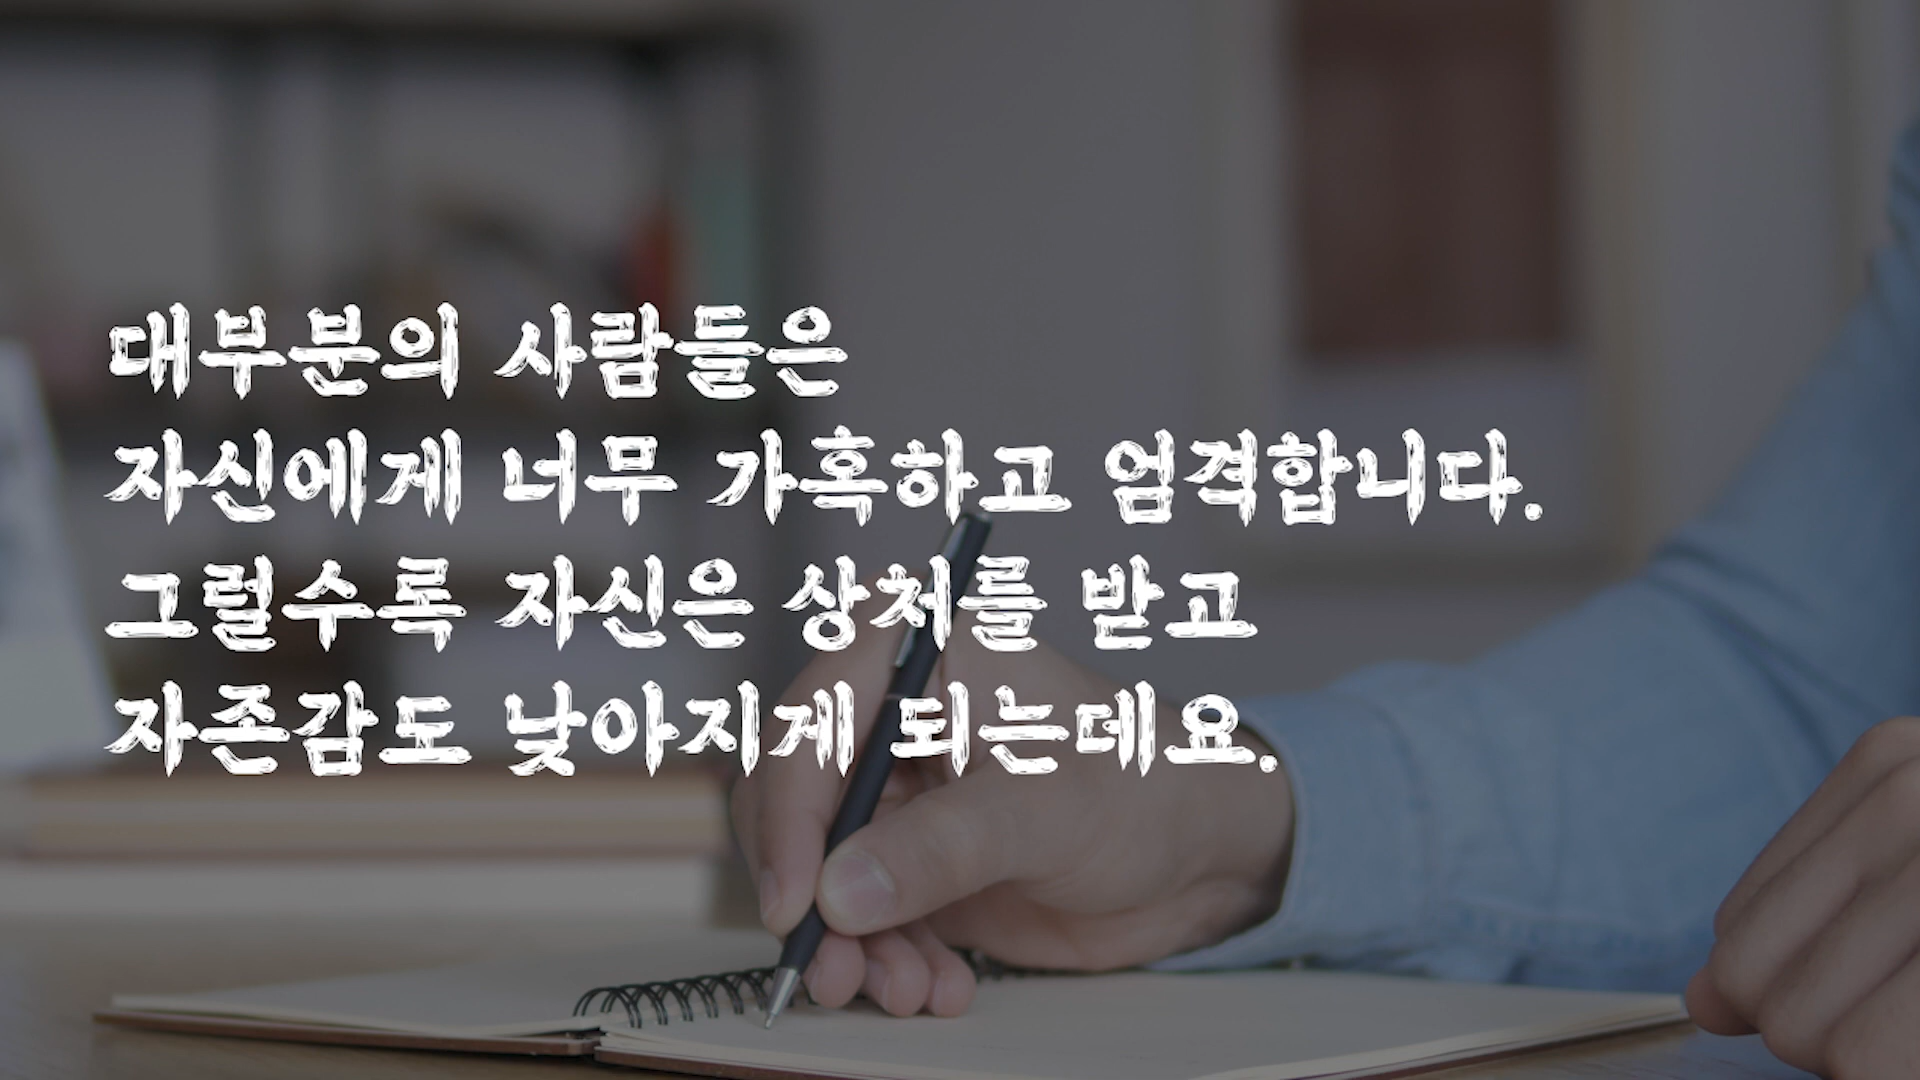 대부분의 사람들은
자신에게 너무 가혹하고 엄격합니다.
그럴수록 자신은 상처를 받고
자존감도 낮아지게 되는데요.